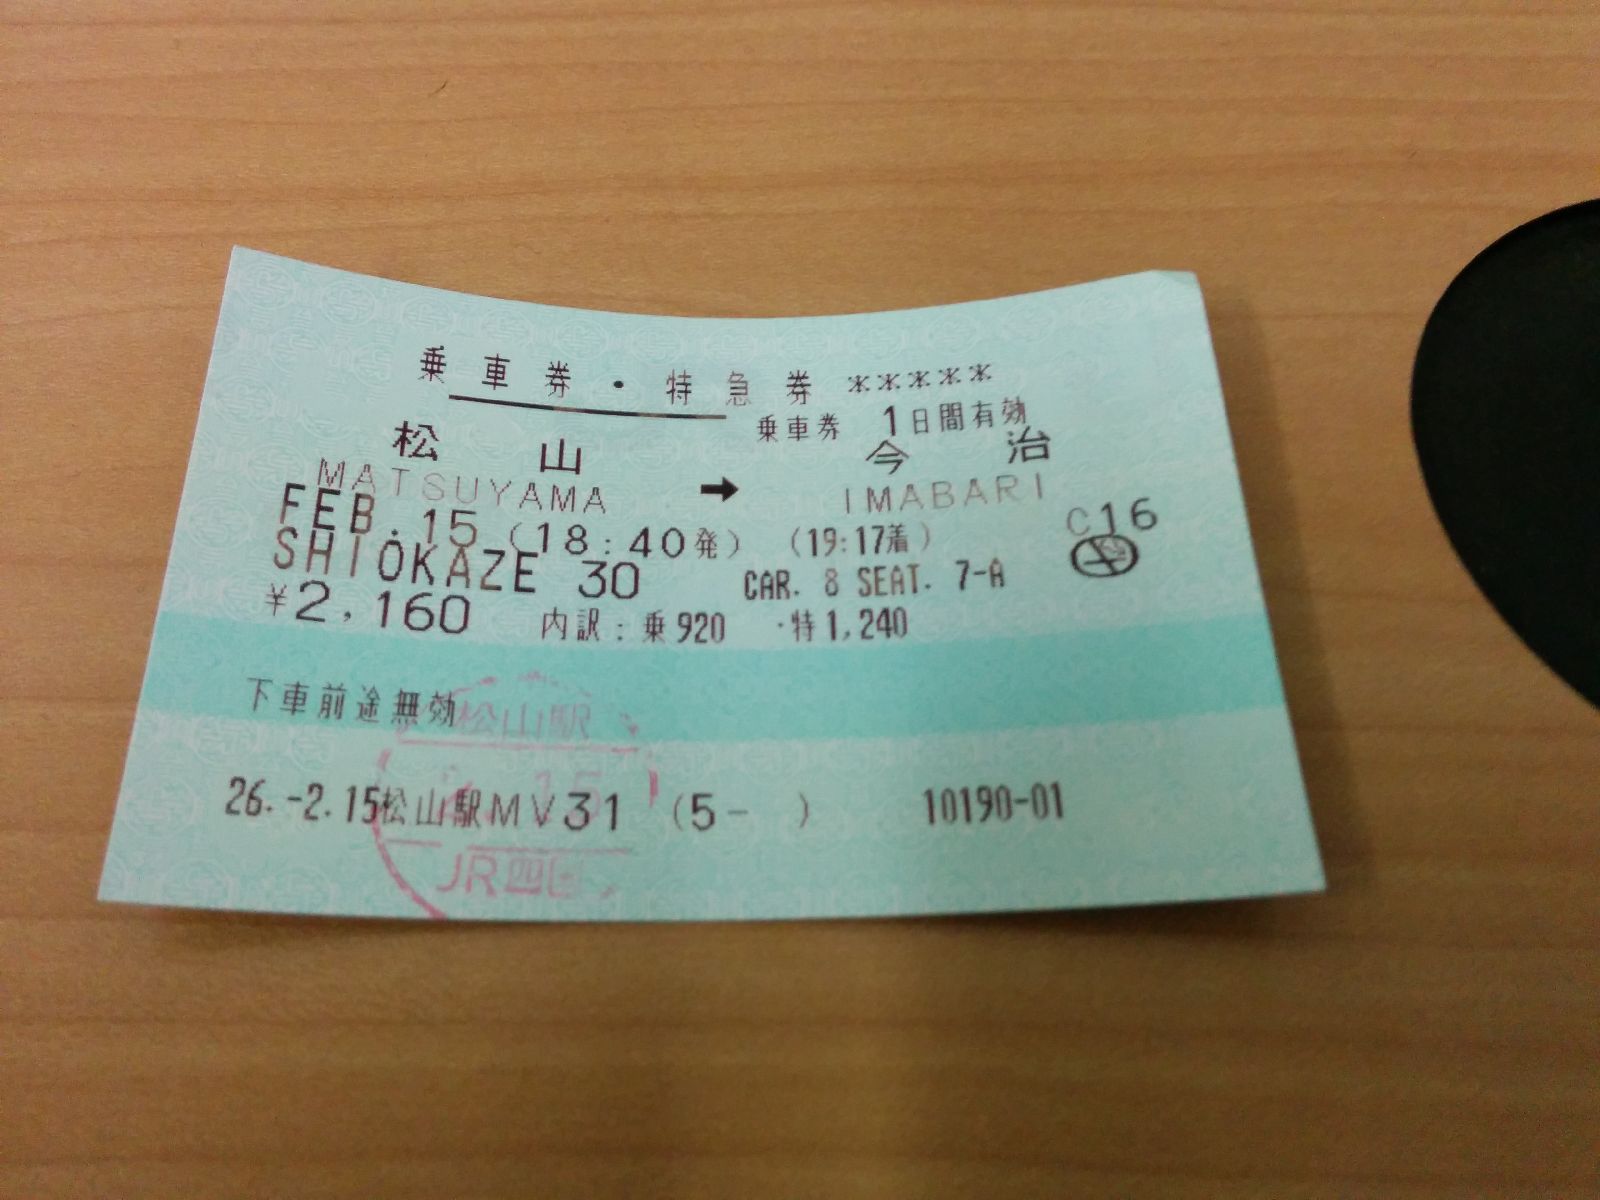 乗車券・特急券 *****
乗車券 1日間有効
松山 → 今治
MATSUYAMA IMABARI
FEB.15 (18:40発) (19:17着) C16
SHIOKAZE 30 CAR. 8 SEAT. 7-A
¥2,160 内訳:乗920 ・特1,240
下車前途無効
26.-2.15松山駅MV31 (5- ) 10190-01
松山駅
15
JR四国